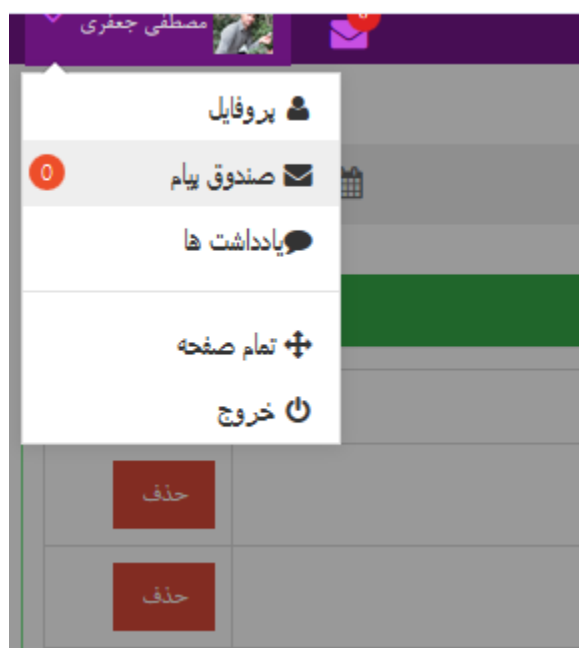 مصطفی جعفری
پروفایل
صندوق پیام 0
یادداشت ها
تمام صفحه
خروج
حذف
حذف